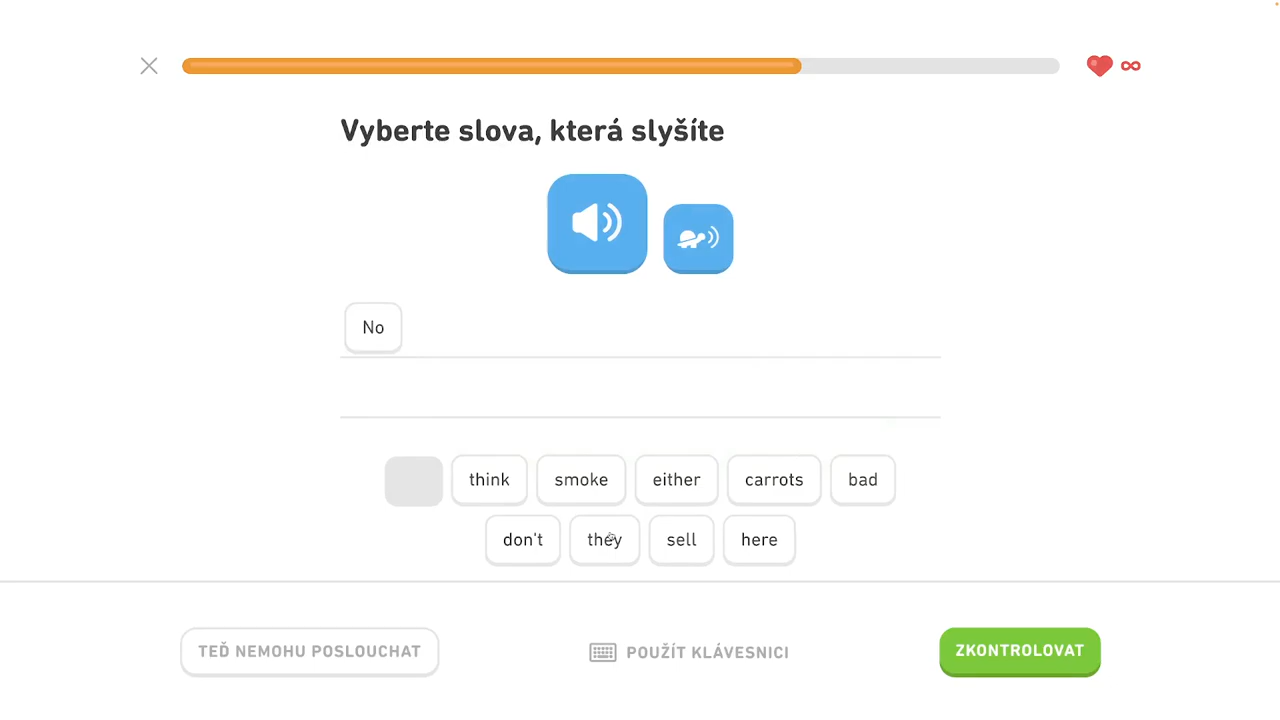 Vyberte slova, která slyšíte
No
think smoke either carrots bad
don't they sell here
TEĎ NEMOHU POSLOUCHAT POUŽÍT KLÁVESNICI ZKONTROLOVAT